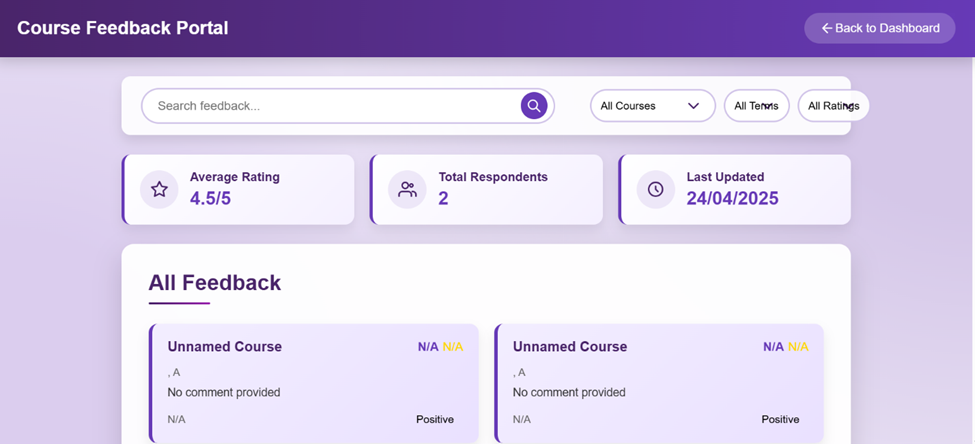 Course Feedback Portal
← Back to Dashboard
Search feedback...
All Courses
All Terms
All Ratings
Average Rating
4.5/5
Total Respondents
2
Last Updated
24/04/2025
All Feedback
Unnamed Course
N/A N/A
, A
No comment provided
N/A
Positive
Unnamed Course
N/A N/A
, A
No comment provided
N/A
Positive